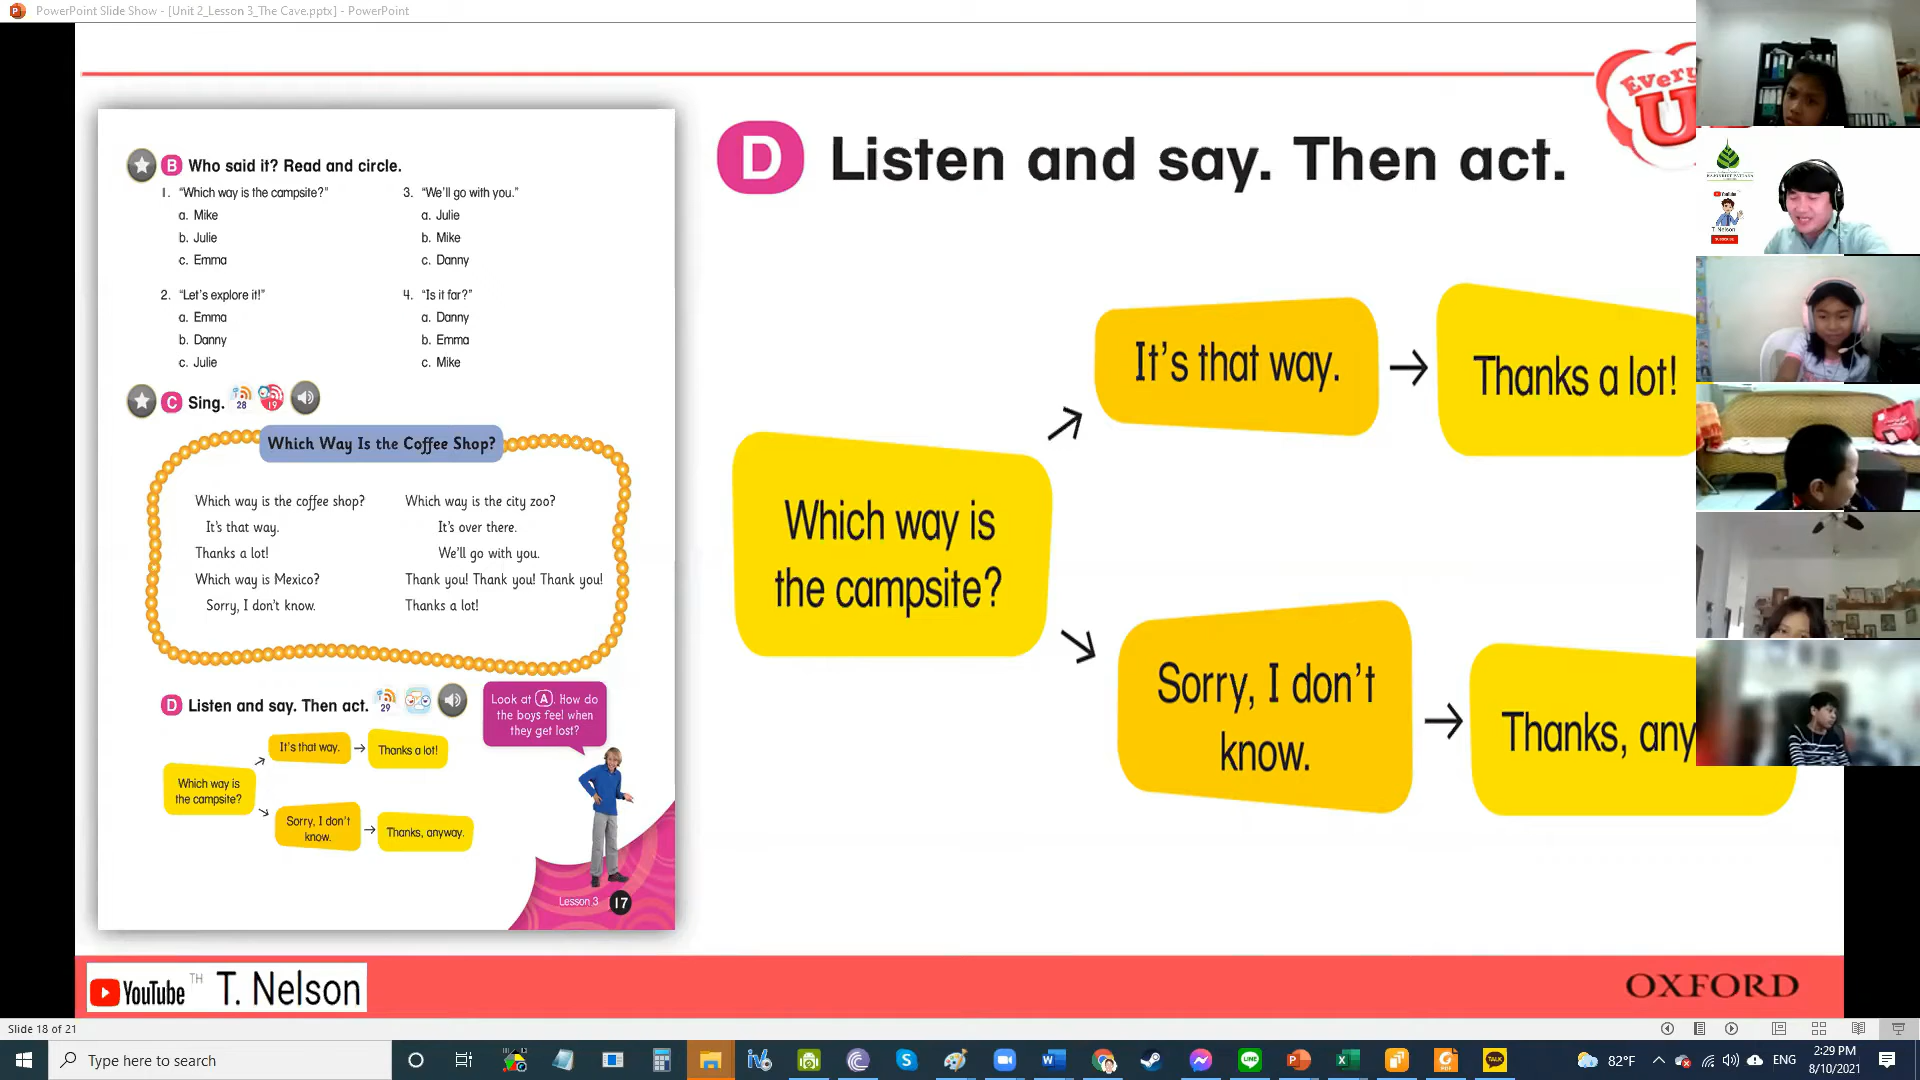 PowerPoint Slide Show - [Unit 2_Lesson 3_The Cave.pptx] - PowerPoint
B Who said it? Read and circle.
1. “Which way is the campsite?”
a. Mike
b. Julie
c. Emma
2. “Let’s explore it!”
a. Emma
b. Danny
c. Julie
3. “We’ll go with you.”
a. Julie
b. Mike
c. Danny
4. “Is it far?”
a. Danny
b. Emma
c. Mike
C Sing.
28
19
Which Way Is the Coffee Shop?
Which way is the coffee shop?
It’s that way.
Thanks a lot!
Which way is Mexico?
Sorry, I don’t know.
Which way is the city zoo?
It’s over there.
We’ll go with you.
Thank you! Thank you! Thank you!
Thanks a lot!
D Listen and say. Then act.
29
Look at A. How do
the boys feel when
they get lost?
Which way is
the campsite?
It’s that way.
Thanks a lot!
Sorry, I don’t
know.
Thanks, anyway.
Lesson 3 17
D Listen and say. Then act.
Every
U
Which way is
the campsite?
It’s that way.
Thanks a lot!
Sorry, I don’t
know.
Thanks, any
YouTube TH T. Nelson
OXFORD
YouTube
T. Nelson
SUBSCRIBE
Slide 18 of 21
Type here to search
TALK
82°F
ENG
2:29 PM
8/10/2021